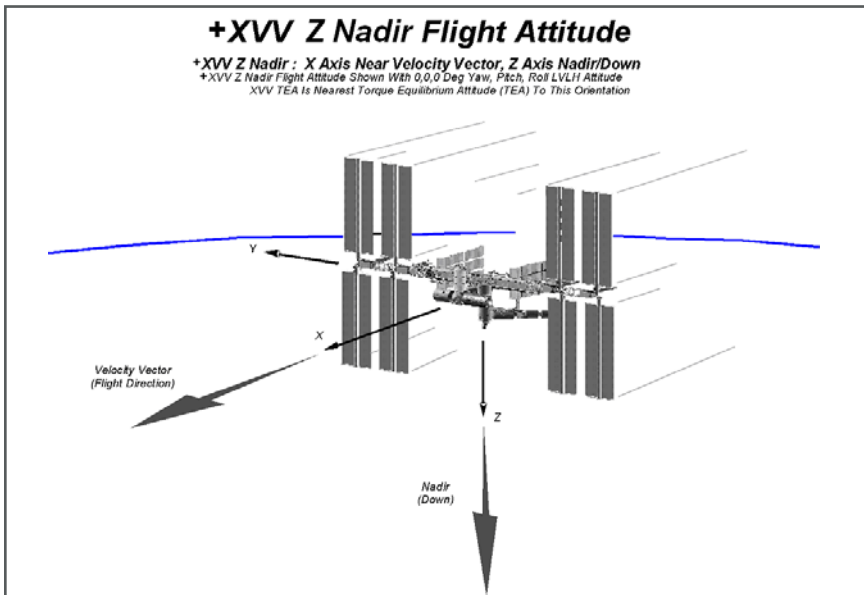 +XVV Z Nadir Flight Attitude
+XVV Z Nadir : X Axis Near Velocity Vector, Z Axis Nadir/Down
+XVV Z Nadir Flight Attitude Shown With 0,0,0 Deg Yaw, Pitch, Roll LVLH Attitude
XVV TEA Is Nearest Torque Equilibrium Attitude (TEA) To This Orientation
Y
X
Velocity Vector
(Flight Direction)
Z
Nadir
(Down)